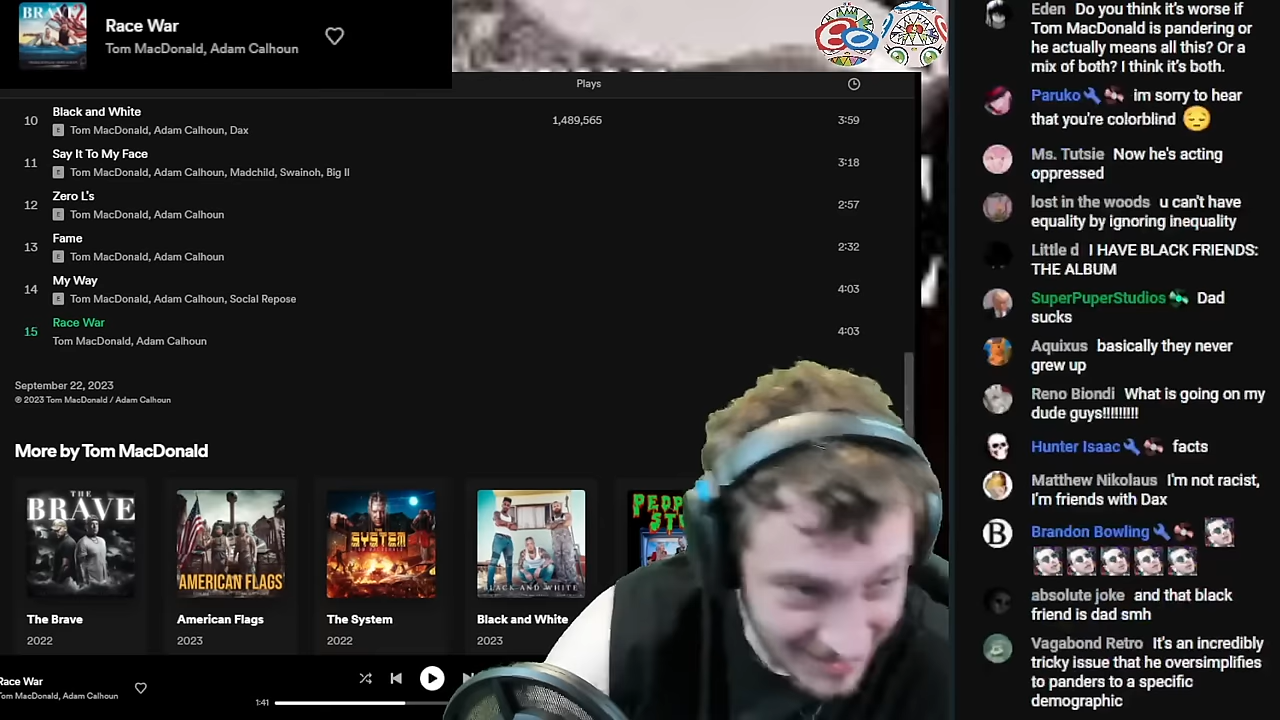 Race War
Tom MacDonald, Adam Calhoun
Plays
10
Black and White
E Tom MacDonald, Adam Calhoun, Dax
1,489,565
3:59
11
Say It To My Face
E Tom MacDonald, Adam Calhoun, Madchild, Swainoh, Big II
3:18
12
Zero L's
E Tom MacDonald, Adam Calhoun
2:57
13
Fame
E Tom MacDonald, Adam Calhoun
2:32
14
My Way
E Tom MacDonald, Adam Calhoun, Social Repose
4:03
15
Race War
Tom MacDonald, Adam Calhoun
4:03
September 22, 2023
℗ 2023 Tom MacDonald / Adam Calhoun
More by Tom MacDonald
THE
BRAVE
AMERICAN FLAGS
SYSTEM
BLACK AND WHITE
The Brave
2022
American Flags
2023
The System
2022
Black and White
2023
Race War
Tom MacDonald, Adam Calhoun
1:41
Eden Do you think it's worse if
Tom MacDonald is pandering or
he actually means all this? Or a
mix of both? I think it's both.
Paruko im sorry to hear
that you're colorblind 😔
Ms. Tutsie Now he's acting
oppressed
lost in the woods u can't have
equality by ignoring inequality
Little d I HAVE BLACK FRIENDS:
THE ALBUM
SuperPuperStudios Dad
sucks
Aquixus basically they never
grew up
Reno Biondi What is going on my
dude guys!!!!!!!!!
Hunter Isaac facts
Matthew Nikolaus I'm not racist,
I'm friends with Dax
B
Brandon Bowling
absolute joke and that black
friend is dad smh
Vagabond Retro It's an incredibly
tricky issue that he oversimplifies
to panders to a specific
demographic